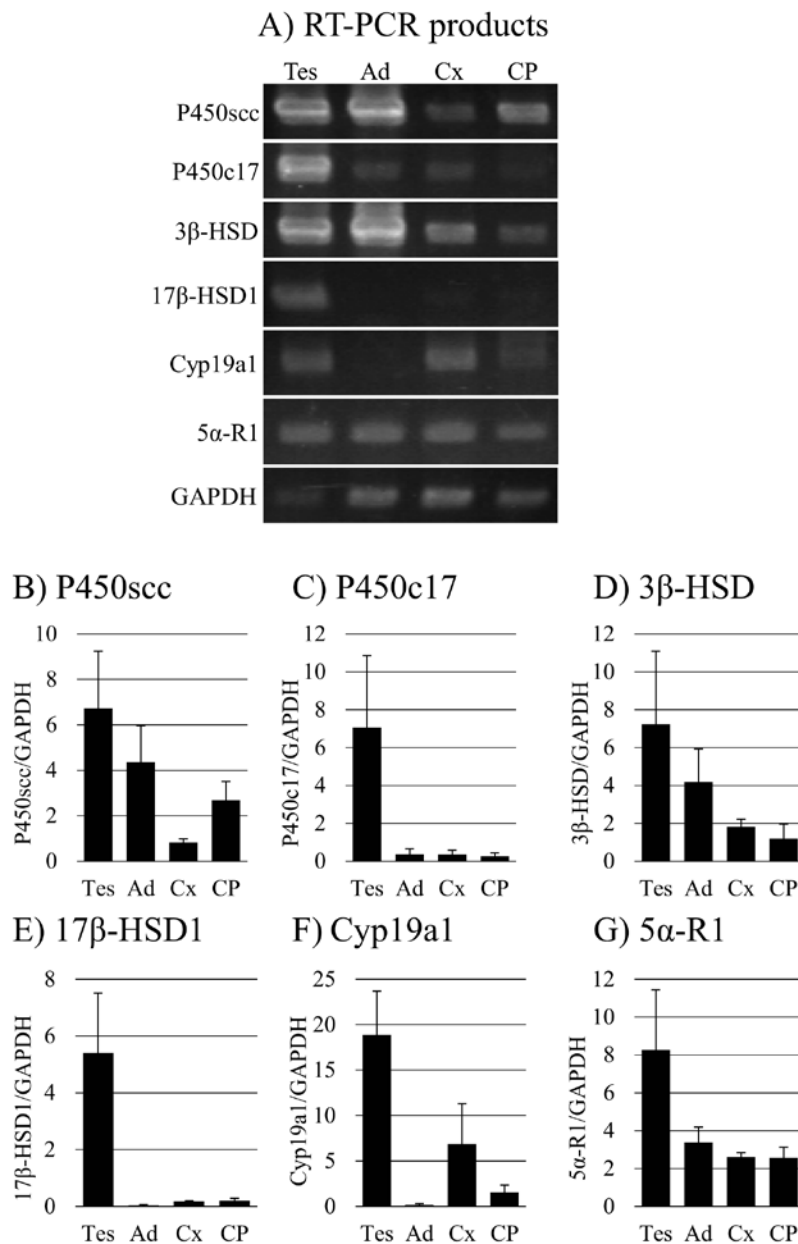 A) RT-PCR products
Tes Ad Cx CP
P450scc
P450c17
3β-HSD
17β-HSD1
Cyp19a1
5α-R1
GAPDH
B) P450scc
P450scc/GAPDH
10
8
6
4
2
0
Tes Ad Cx CP
C) P450c17
P450c17/GAPDH
12
10
8
6
4
2
0
Tes Ad Cx CP
D) 3β-HSD
3β-HSD/GAPDH
12
10
8
6
4
2
0
Tes Ad Cx CP
E) 17β-HSD1
17β-HSD1/GAPDH
8
6
4
2
0
Tes Ad Cx CP
F) Cyp19a1
Cyp19a1/GAPDH
25
20
15
10
5
0
Tes Ad Cx CP
G) 5α-R1
5α-R1/GAPDH
12
10
8
6
4
2
0
Tes Ad Cx CP